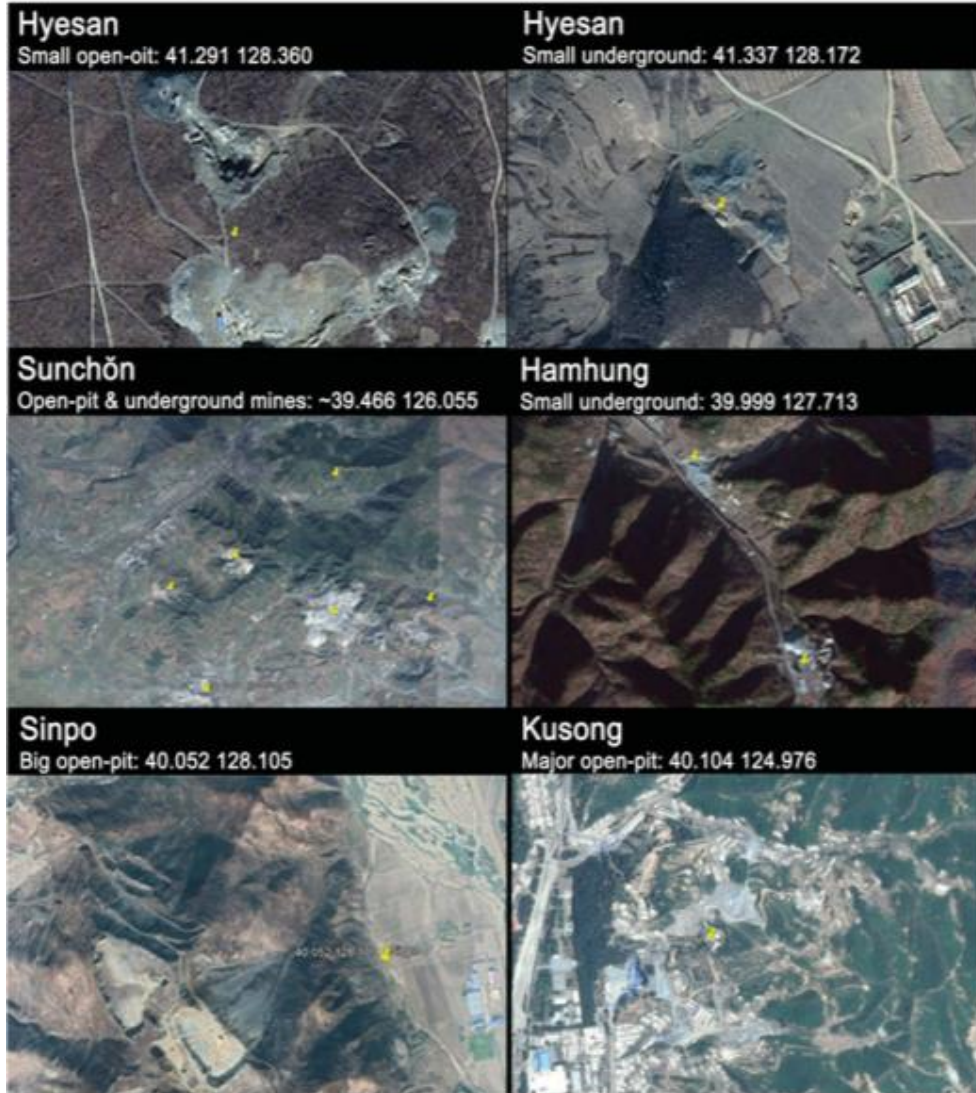 Hyesan
Small open-oit: 41.291 128.360
Hyesan
Small underground: 41.337 128.172
Sunchŏn
Open-pit & underground mines: ~39.466 126.055
Hamhung
Small underground: 39.999 127.713
Sinpo
Big open-pit: 40.052 128.105
Kusong
Major open-pit: 40.104 124.976